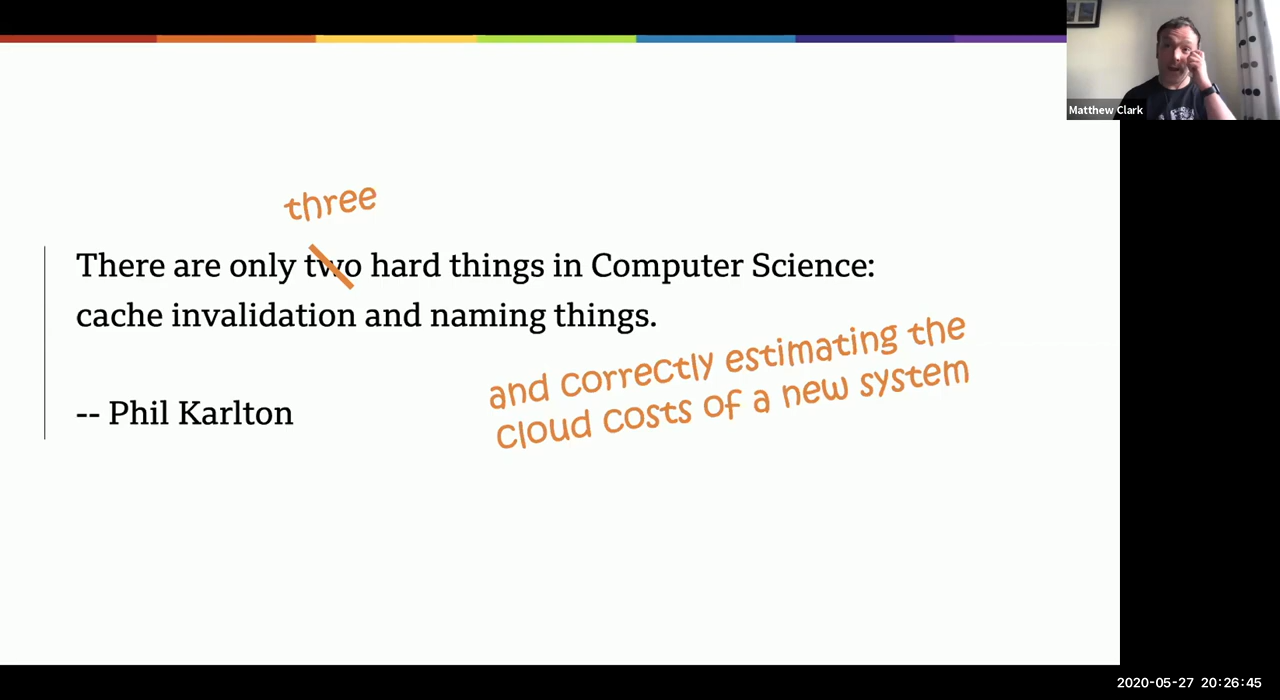 Matthew Clark
three
There are only two hard things in Computer Science:
cache invalidation and naming things.
and correctly estimating the
cloud costs of a new system
-- Phil Karlton
2020-05-27 20:26:45